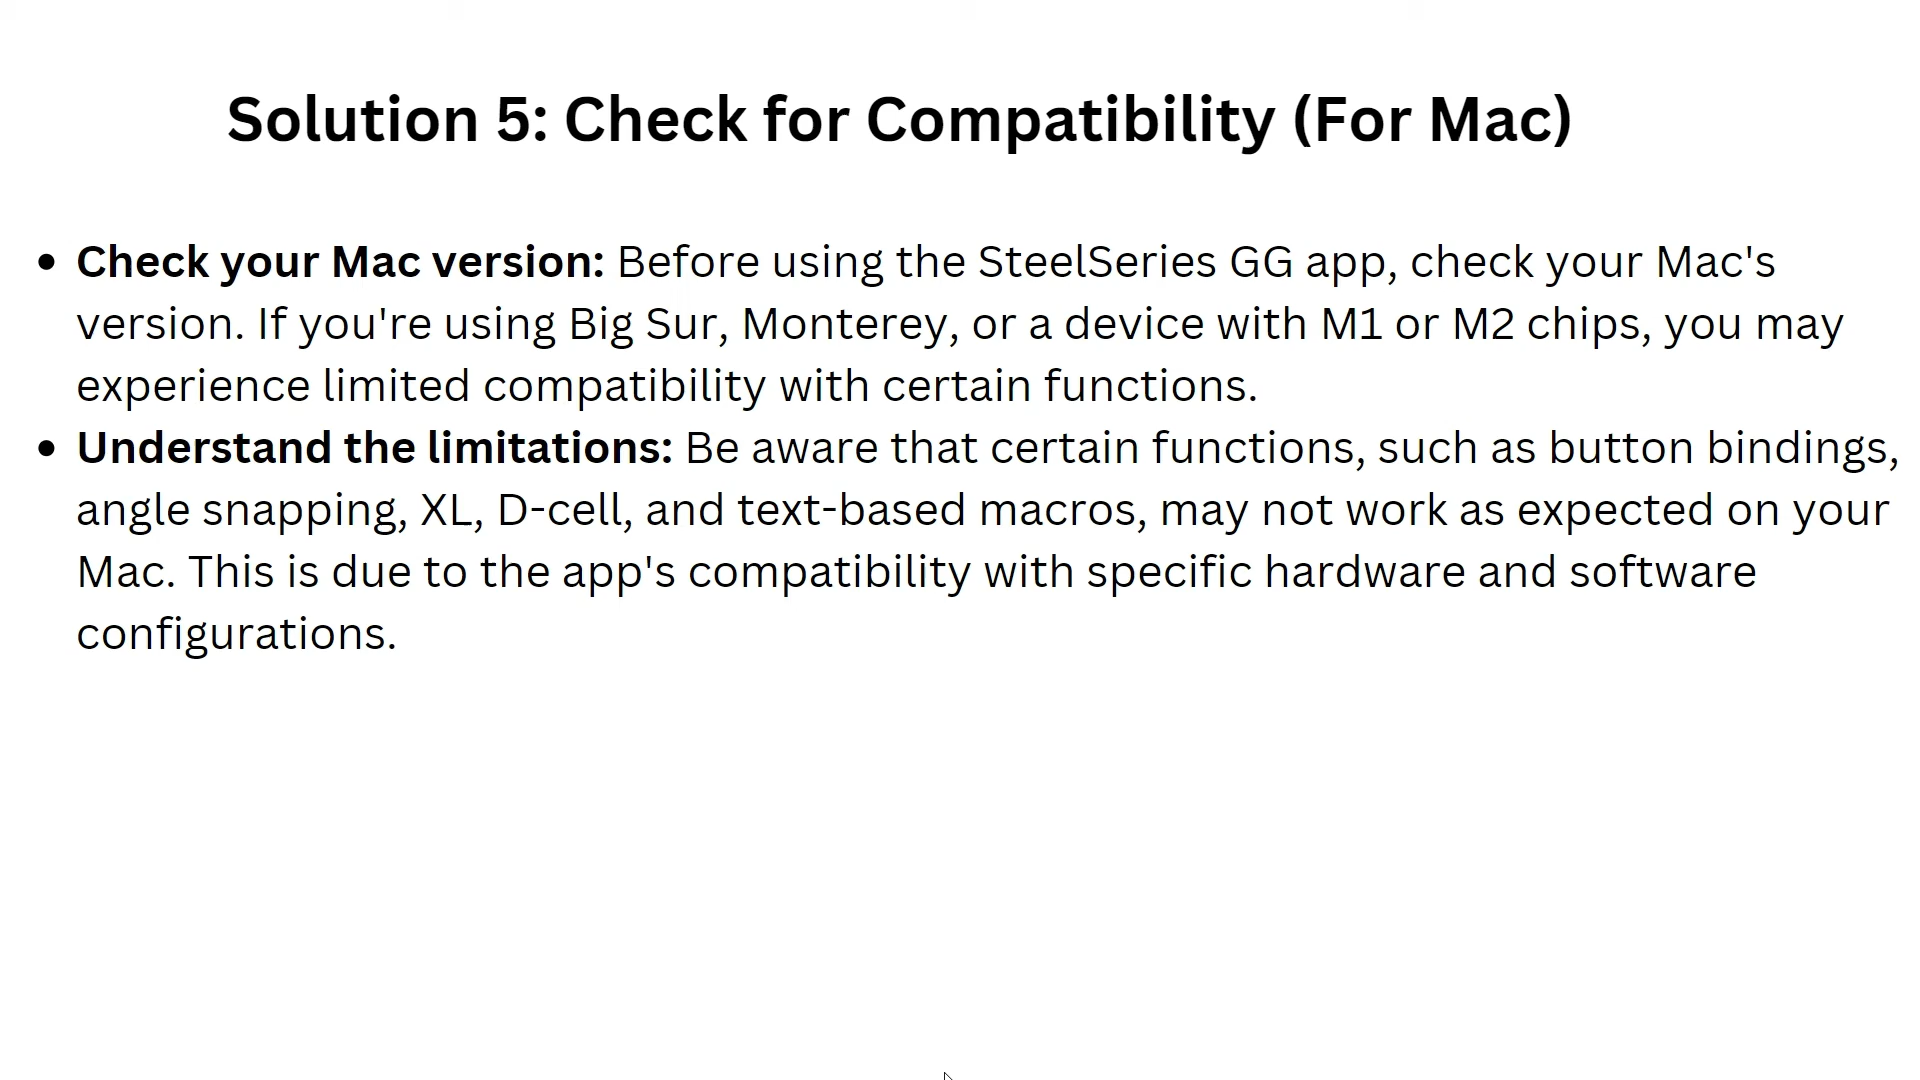 Solution 5: Check for Compatibility (For Mac)
• Check your Mac version: Before using the SteelSeries GG app, check your Mac's
version. If you're using Big Sur, Monterey, or a device with M1 or M2 chips, you may
experience limited compatibility with certain functions.
• Understand the limitations: Be aware that certain functions, such as button bindings,
angle snapping, XL, D-cell, and text-based macros, may not work as expected on your
Mac. This is due to the app's compatibility with specific hardware and software
configurations.